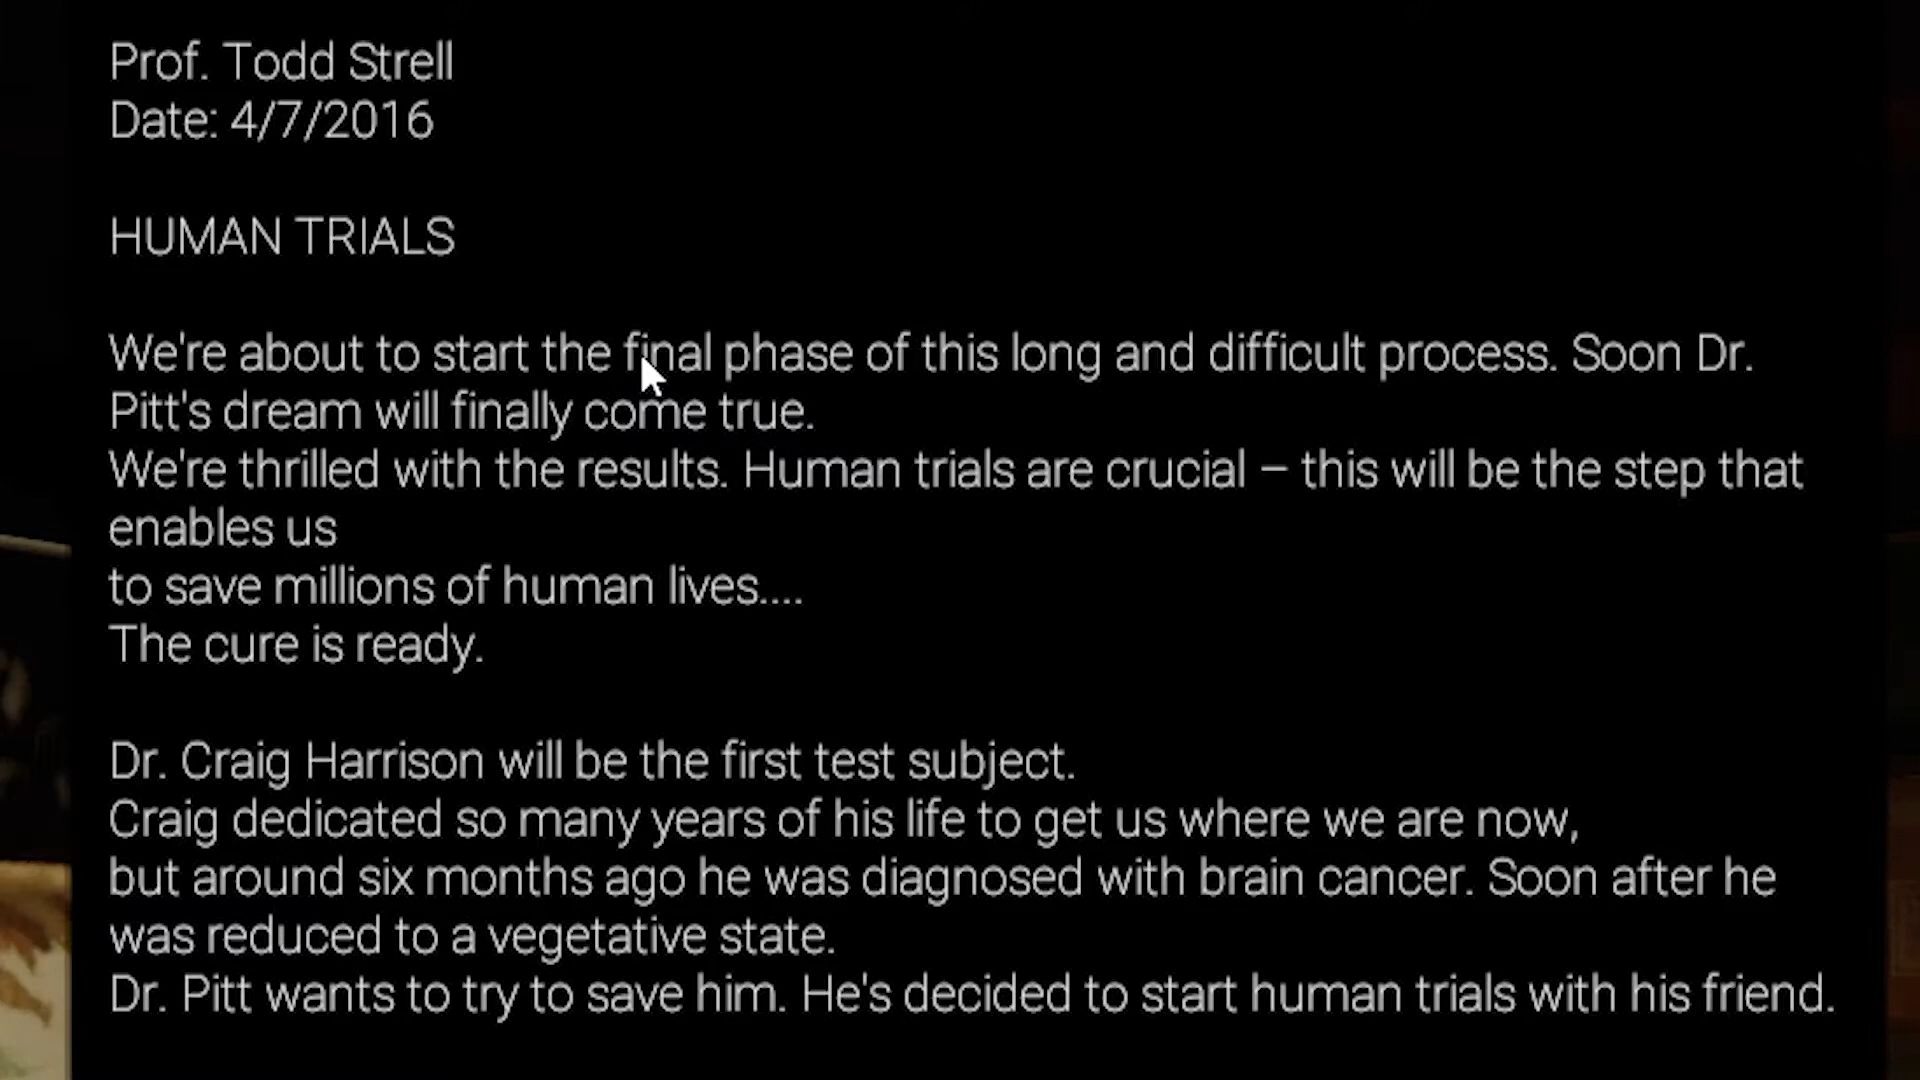 Prof. Todd Strell
Date: 4/7/2016
HUMAN TRIALS
We're about to start the final phase of this long and difficult process. Soon Dr.
Pitt's dream will finally come true.
We're thrilled with the results. Human trials are crucial – this will be the step that
enables us
to save millions of human lives....
The cure is ready.
Dr. Craig Harrison will be the first test subject.
Craig dedicated so many years of his life to get us where we are now,
but around six months ago he was diagnosed with brain cancer. Soon after he
was reduced to a vegetative state.
Dr. Pitt wants to try to save him. He's decided to start human trials with his friend.